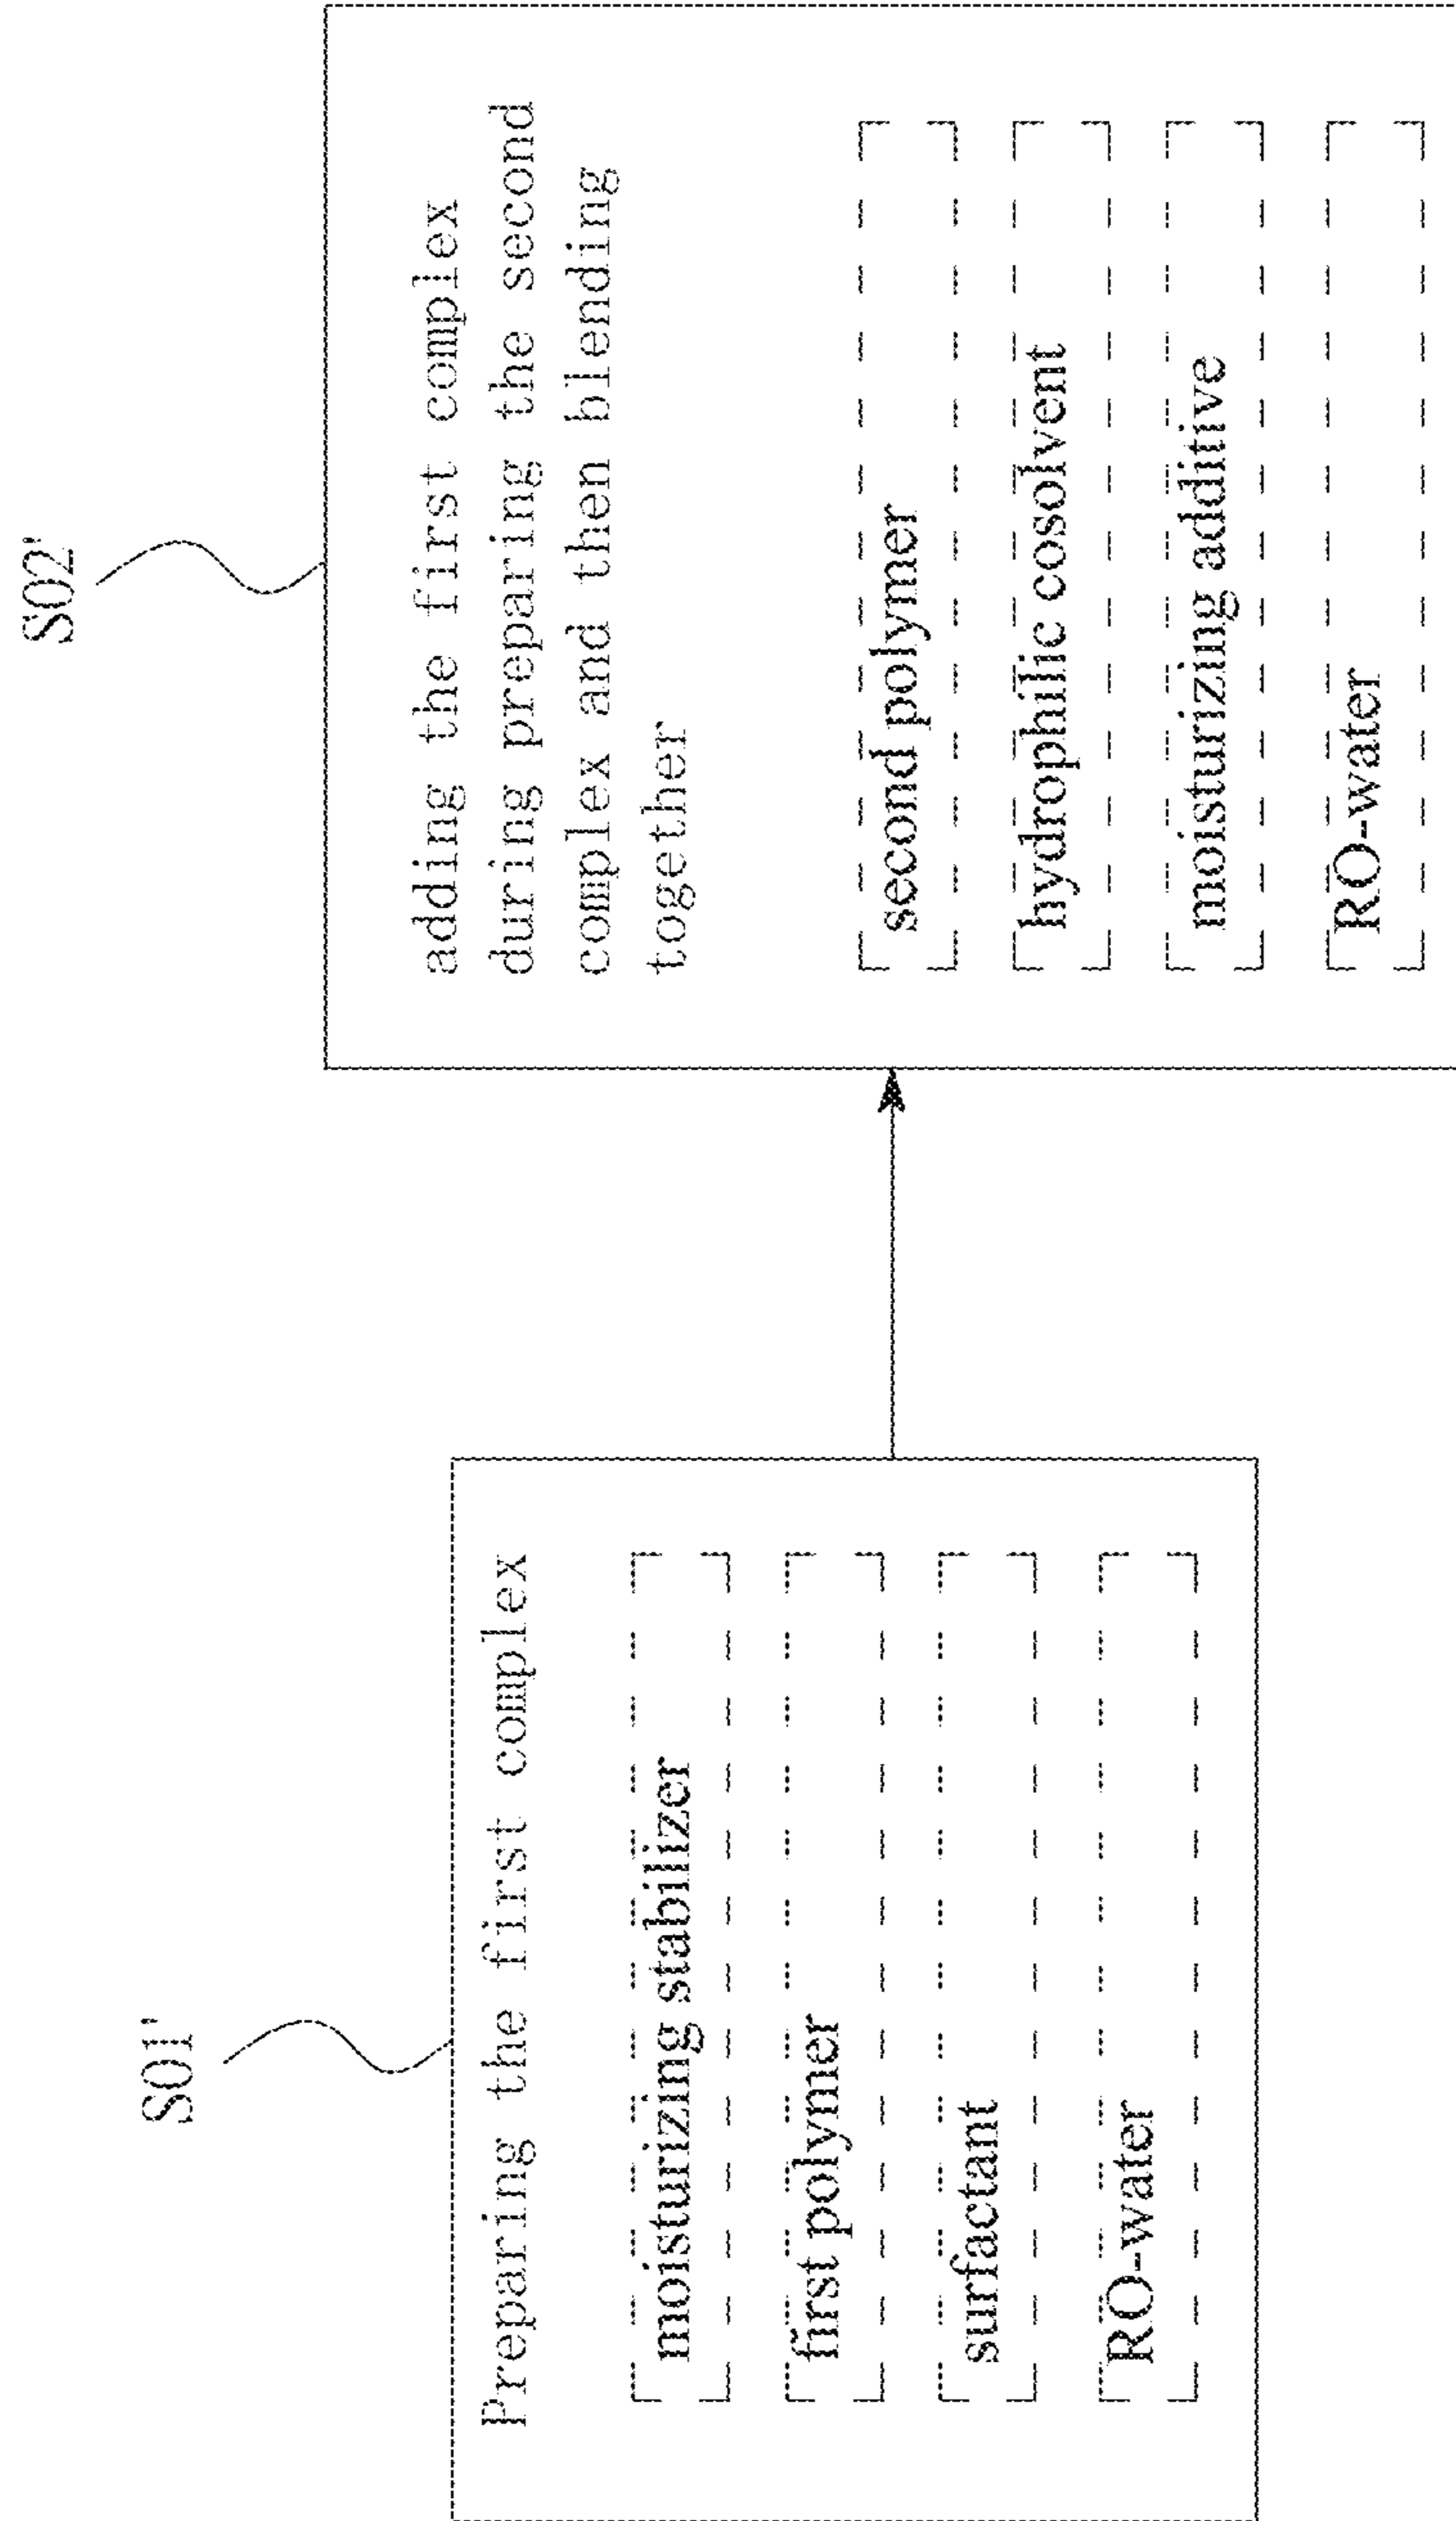 S01'
Preparing the first complex
moisturizing stabilizer
first polymer
surfactant
RO-water
S02'
adding the first complex
during preparing the second
complex and then blending
together
second polymer
hydrophilic cosolvent
moisturizing additive
RO-water